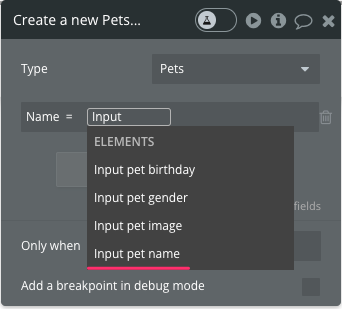 Create a new Pets...
Type Pets
Name = Input
ELEMENTS
Input pet birthday
Input pet gender
Input pet image
fields
Input pet name
Only when
Add a breakpoint in debug mode